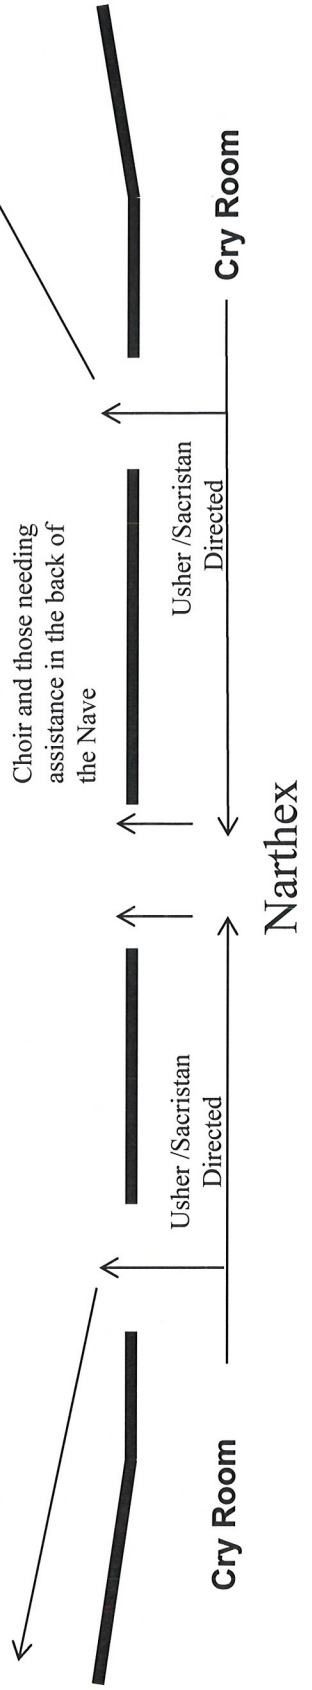 Choir and those needing
assistance in the back of
the Nave
Usher /Sacristan
Directed
Usher /Sacristan
Directed
Cry Room
Cry Room
Narthex